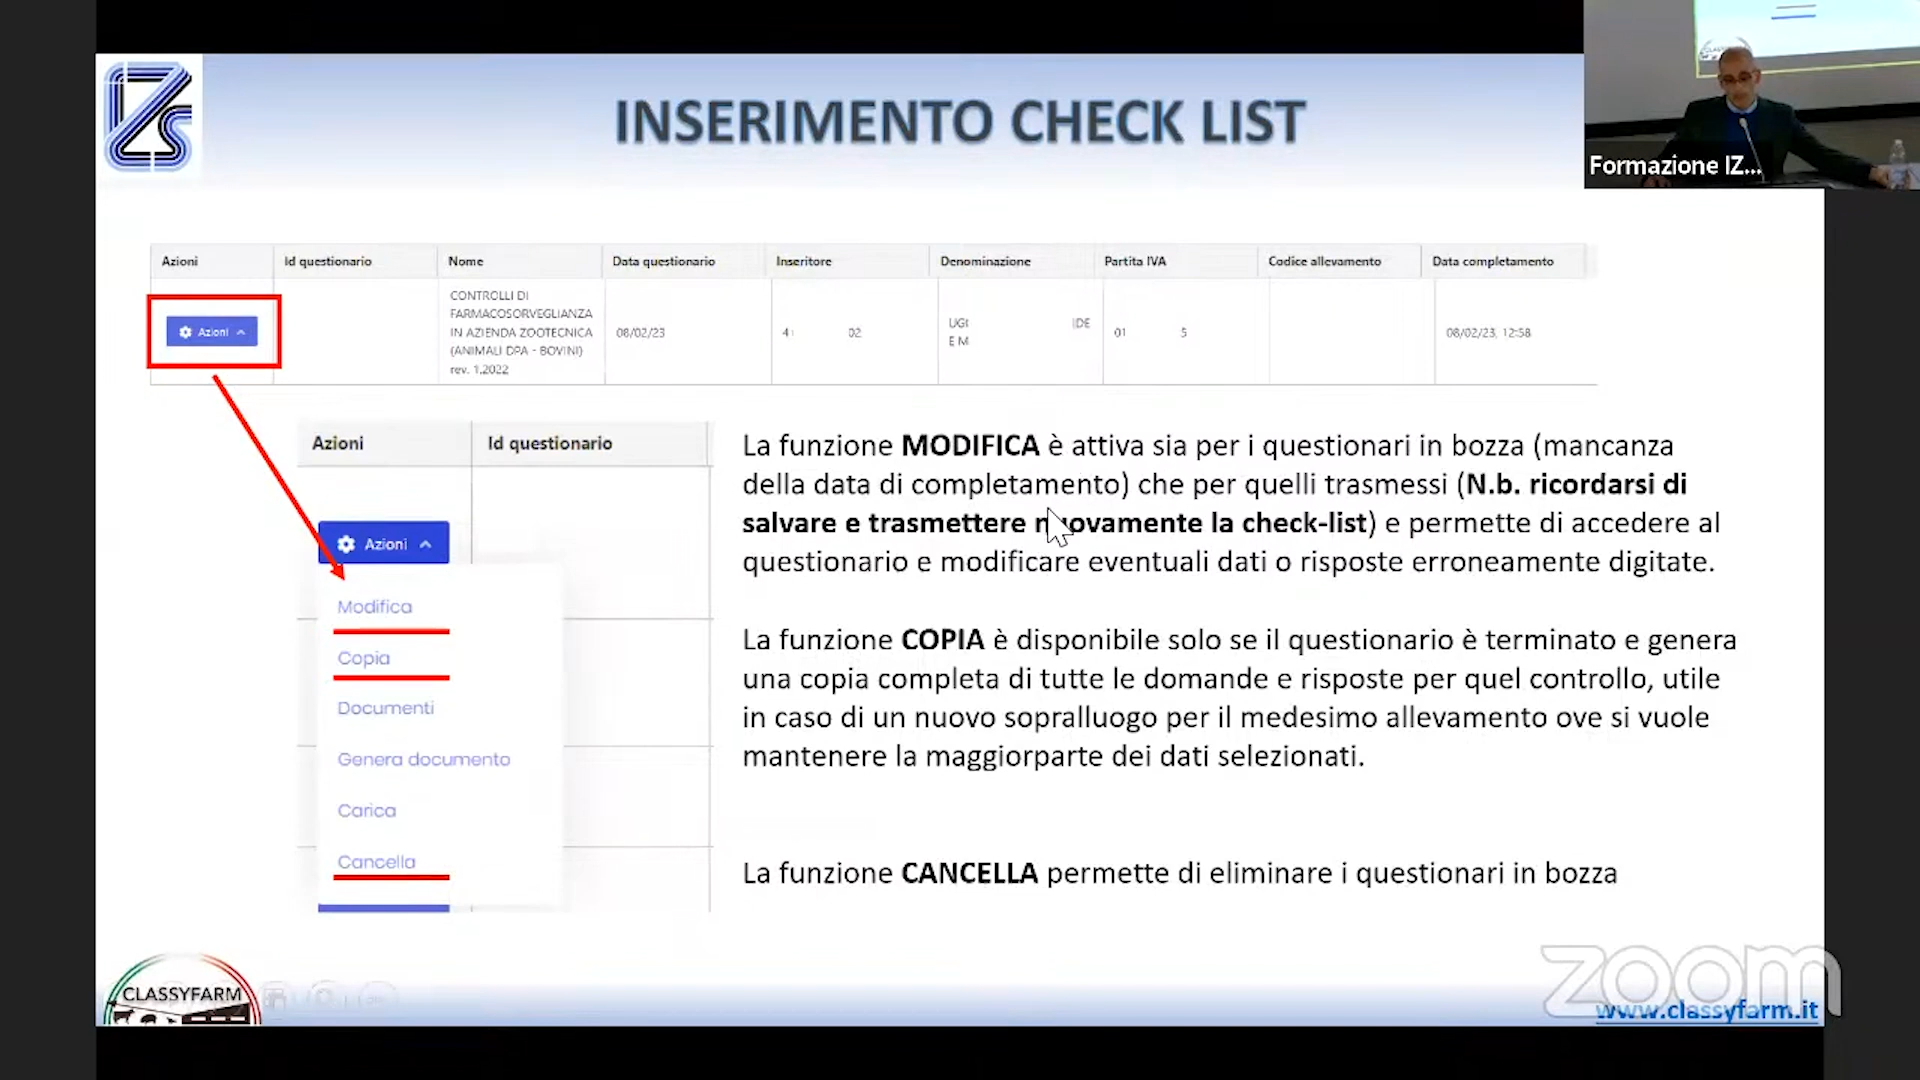 INSERIMENTO CHECK LIST
Formazione IZ...
Azioni Id questionario Nome Data questionario Inseritore Denominazione Partita IVA Codice allevamento Data completamento
CONTROLLI DI
FARMACOSORVEGLIANZA
IN AZIENDA ZOOTECNICA
(ANIMALI DPA - BOVINI)
rev. 1.2022
Azioni
08/02/23
4 02
UGI IDE
E M
01 5
08/02/23, 12:58
Azioni Id questionario
Azioni
Modifica
Copia
Documenti
Genera documento
Carica
Cancella
La funzione MODIFICA è attiva sia per i questionari in bozza (mancanza
della data di completamento) che per quelli trasmessi (N.b. ricordarsi di
salvare e trasmettere nuovamente la check-list) e permette di accedere al
questionario e modificare eventuali dati o risposte erroneamente digitate.
La funzione COPIA è disponibile solo se il questionario è terminato e genera
una copia completa di tutte le domande e risposte per quel controllo, utile
in caso di un nuovo sopralluogo per il medesimo allevamento ove si vuole
mantenere la maggiorparte dei dati selezionati.
La funzione CANCELLA permette di eliminare i questionari in bozza
CLASSYFARM
zoom
www.classyfarm.it